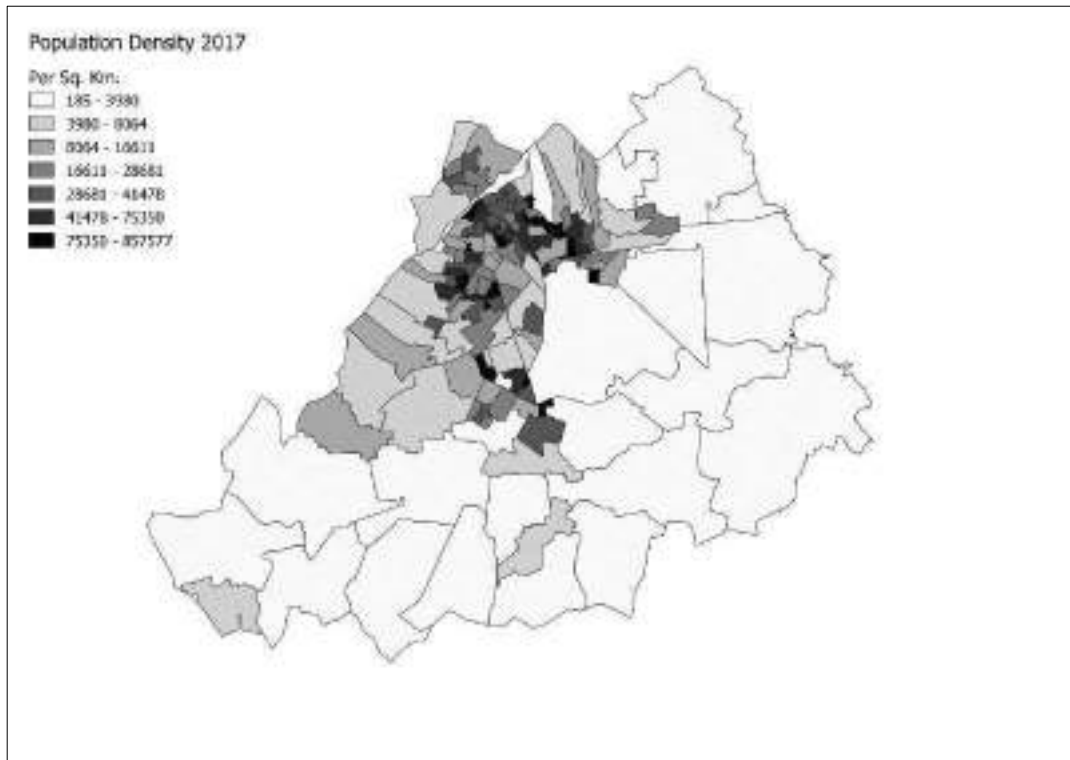 Population Density 2017
Per Sq. Km.
185 - 3980
3980 - 8064
8064 - 16611
16611 - 28681
28681 - 41478
41478 - 75350
75350 - 857577